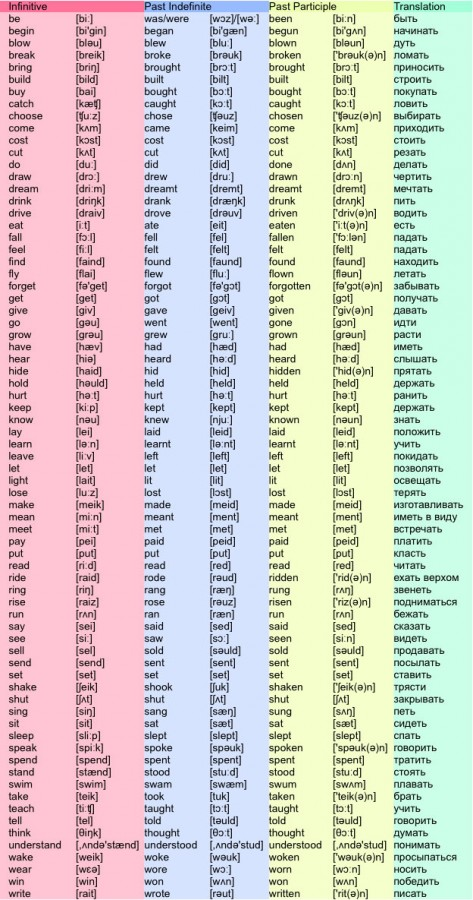 Infinitive Past Indefinite Past Participle Translation
be [bi:] was/were [wɔz]/[wə:] been [bi:n] быть
begin [bi'gin] began [bi'gæn] begun [bi'gʌn] начинать
blow [bləu] blew [blu:] blown [bləun] дуть
break [breik] broke [brəuk] broken ['brəuk(ə)n] ломать
bring [briŋ] brought [brɔ:t] brought [brɔ:t] приносить
build [bild] built [bilt] built [bilt] строить
buy [bai] bought [bɔ:t] bought [bɔ:t] покупать
catch [kætʃ] caught [kɔ:t] caught [kɔ:t] ловить
choose [tʃu:z] chose [tʃəuz] chosen ['tʃəuz(ə)n] выбирать
come [kʌm] came [keim] come [kʌm] приходить
cost [kɔst] cost [kɔst] cost [kɔst] стоить
cut [kʌt] cut [kʌt] cut [kʌt] резать
do [du:] did [did] done [dʌn] делать
draw [drɔ:] drew [dru:] drawn [drɔ:n] чертить
dream [dri:m] dreamt [dremt] dreamt [dremt] мечтать
drink [driŋk] drank [dræŋk] drunk [drʌŋk] пить
drive [draiv] drove [drəuv] driven ['driv(ə)n] водить
eat [i:t] ate [eit] eaten ['i:t(ə)n] есть
fall [fɔ:l] fell [fel] fallen ['fɔ:lən] падать
feel [fi:l] felt [felt] felt [felt] падать
find [faind] found [faund] found [faund] находить
fly [flai] flew [flu:] flown [fləun] летать
forget [fə'get] forgot [fə'gɔt] forgotten [fə'gɔt(ə)n] забывать
get [get] got [gɔt] got [gɔt] получать
give [giv] gave [geiv] given ['giv(ə)n] давать
go [gəu] went [went] gone [gɔn] идти
grow [grəu] grew [gru:] grown [grəun] расти
have [hæv] had [hæd] had [hæd] иметь
hear [hiə] heard [hə:d] heard [hə:d] слышать
hide [haid] hid [hid] hidden ['hid(ə)n] прятать
hold [həuld] held [held] held [held] держать
hurt [hə:t] hurt [hə:t] hurt [hə:t] ранить
keep [ki:p] kept [kept] kept [kept] держать
know [nəu] knew [nju:] known [nəun] знать
lay [lei] laid [leid] laid [leid] положить
learn [lə:n] learnt [lə:nt] learnt [lə:nt] учить
leave [li:v] left [left] left [left] покидать
let [let] let [let] let [let] позволять
light [lait] lit [lit] lit [lit] освещать
lose [lu:z] lost [lɔst] lost [lɔst] терять
make [meik] made [meid] made [meid] изготавливать
mean [mi:n] meant [ment] meant [ment] иметь в виду
meet [mi:t] met [met] met [met] встречать
pay [pei] paid [peid] paid [peid] платить
put [put] put [put] put [put] класть
read [ri:d] read [red] read [red] читать
ride [raid] rode [rəud] ridden ['rid(ə)n] ехать верхом
ring [riŋ] rang [ræŋ] rung [rʌŋ] звенеть
rise [raiz] rose [rəuz] risen ['riz(ə)n] подниматься
run [rʌn] ran [ræn] run [rʌn] бежать
say [sei] said [sed] said [sed] сказать
see [si:] saw [sɔ:] seen [si:n] видеть
sell [sel] sold [səuld] sold [səuld] продавать
send [send] sent [sent] sent [sent] посылать
set [set] set [set] set [set] ставить
shake [ʃeik] shook [ʃuk] shaken ['ʃeik(ə)n] трясти
shut [ʃʌt] shut [ʃʌt] shut [ʃʌt] закрывать
sing [siŋ] sang [sæŋ] sung [sʌŋ] петь
sit [sit] sat [sæt] sat [sæt] сидеть
sleep [sli:p] slept [slept] slept [slept] спать
speak [spi:k] spoke [spəuk] spoken ['spəuk(ə)n] говорить
spend [spend] spent [spent] spent [spent] тратить
stand [stænd] stood [stu:d] stood [stu:d] стоять
swim [swim] swam [swæm] swum [swʌm] плавать
take [teik] took [tuk] taken ['teik(ə)n] брать
teach [ti:tʃ] taught [tɔ:t] taught [tɔ:t] учить
tell [tel] told [təuld] told [təuld] говорить
think [θiŋk] thought [θɔ:t] thought [θɔ:t] думать
understand [,ʌndə'stænd] understood [,ʌndə'stud] understood [,ʌndə'stud] понимать
wake [weik] woke [wəuk] woken ['wəuk(ə)n] просыпаться
wear [wɛə] wore [wɔ:] worn [wɔ:n] носить
win [win] won [wʌn] won [wʌn] победить
write [rait] wrote [rəut] written ['rit(ə)n] писать